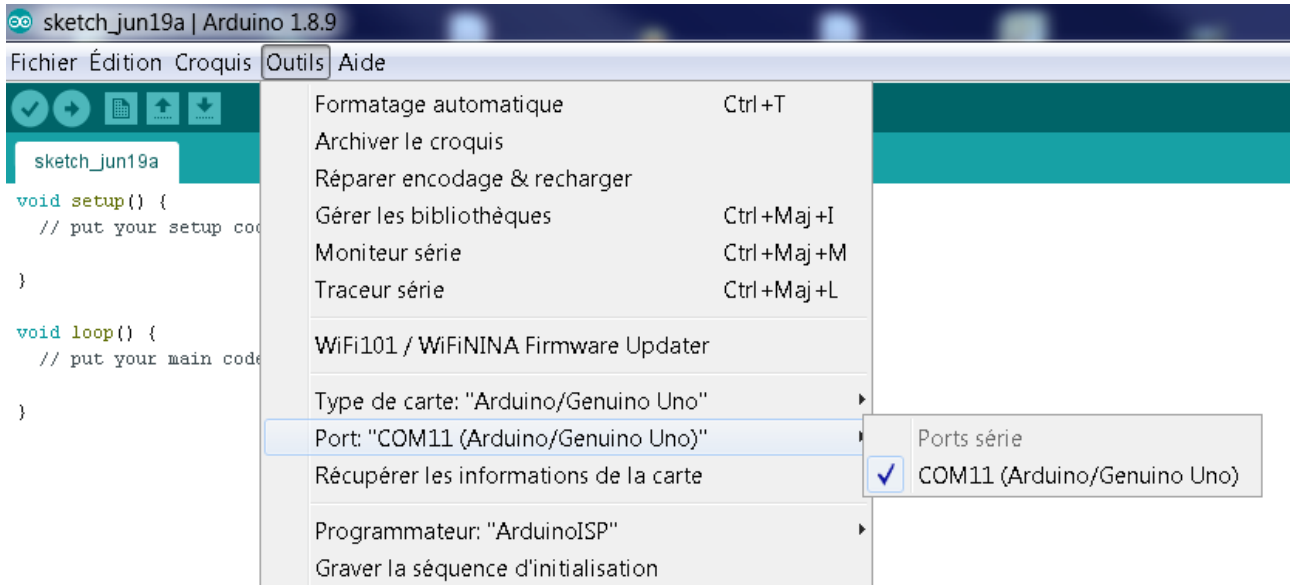 sketch_jun19a | Arduino 1.8.9
Fichier Édition Croquis Outils Aide
Formatage automatique Ctrl+T
Archiver le croquis
sketch_jun19a
Réparer encodage & recharger
void setup() {
Gérer les bibliothèques Ctrl+Maj+I
// put your setup
Moniteur série Ctrl+Maj+M
}
Traceur série Ctrl+Maj+L
void loop() {
WiFi101 / WiFiNINA Firmware Updater
// put your main code
Type de carte: "Arduino/Genuino Uno"
}
Port: "COM11 (Arduino/Genuino Uno)" Ports série
Récupérer les informations de la carte COM11 (Arduino/Genuino Uno)
Programmateur: "ArduinoISP"
Graver la séquence d'initialisation